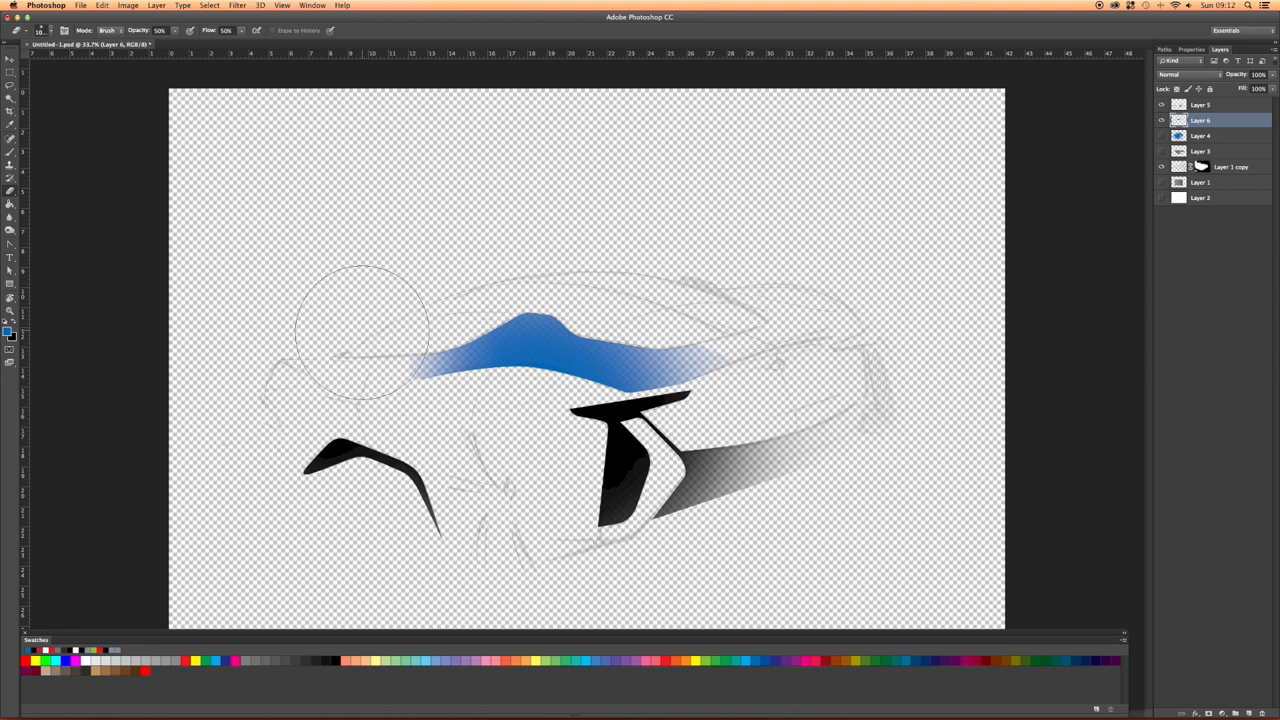 Photoshop File Edit Image Layer Type Select Filter 3D View Window Help Sun 09:12
Adobe Photoshop CC
Mode: Brush Opacity: 50% Flow: 50% Erase to History Essentials
Untitled-1.psd @ 33.7% (Layer 6, RGB/8) *
Paths Properties Layers
Kind
Normal Opacity: 100%
Lock: Fill: 100%
Layer 5
Layer 6
Layer 4
Layer 3
Layer 1 copy
Layer 1
Layer 2
Swatches